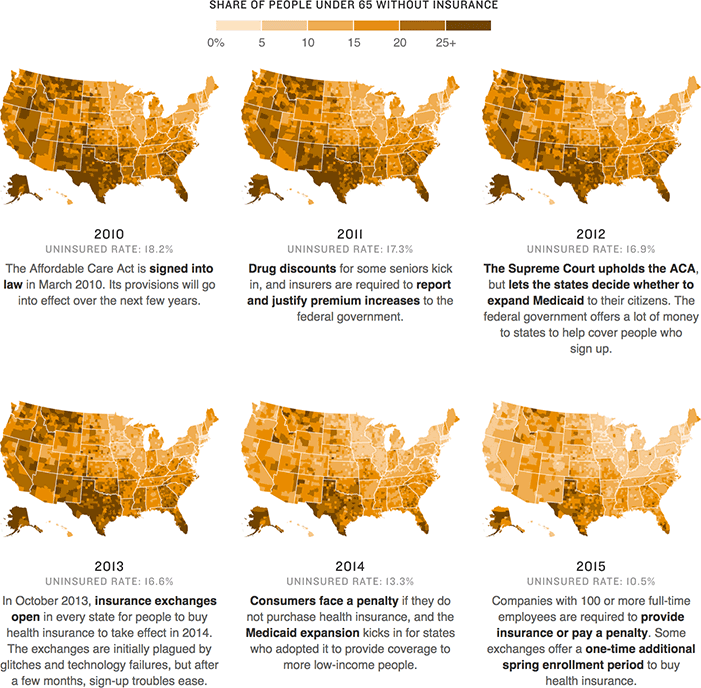 SHARE OF PEOPLE UNDER 65 WITHOUT INSURANCE
0% 5 10 15 20 25+
2010
UNINSURED RATE: 18.2%
The Affordable Care Act is signed into
law in March 2010. Its provisions will go
into effect over the next few years.
2011
UNINSURED RATE: 17.3%
Drug discounts for some seniors kick
in, and insurers are required to report
and justify premium increases to the
federal government.
2012
UNINSURED RATE: 16.9%
The Supreme Court upholds the ACA,
but lets the states decide whether to
expand Medicaid to their citizens. The
federal government offers a lot of money
to states to help cover people who
sign up.
2013
UNINSURED RATE: 16.6%
In October 2013, insurance exchanges
open in every state for people to buy
health insurance to take effect in 2014.
The exchanges are initially plagued by
glitches and technology failures, but after
a few months, sign-up troubles ease.
2014
UNINSURED RATE: 13.3%
Consumers face a penalty if they do
not purchase health insurance, and the
Medicaid expansion kicks in for states
who adopted it to provide coverage to
more low-income people.
2015
UNINSURED RATE: 10.5%
Companies with 100 or more full-time
employees are required to provide
insurance or pay a penalty. Some
exchanges offer a one-time additional
spring enrollment period to buy
health insurance.